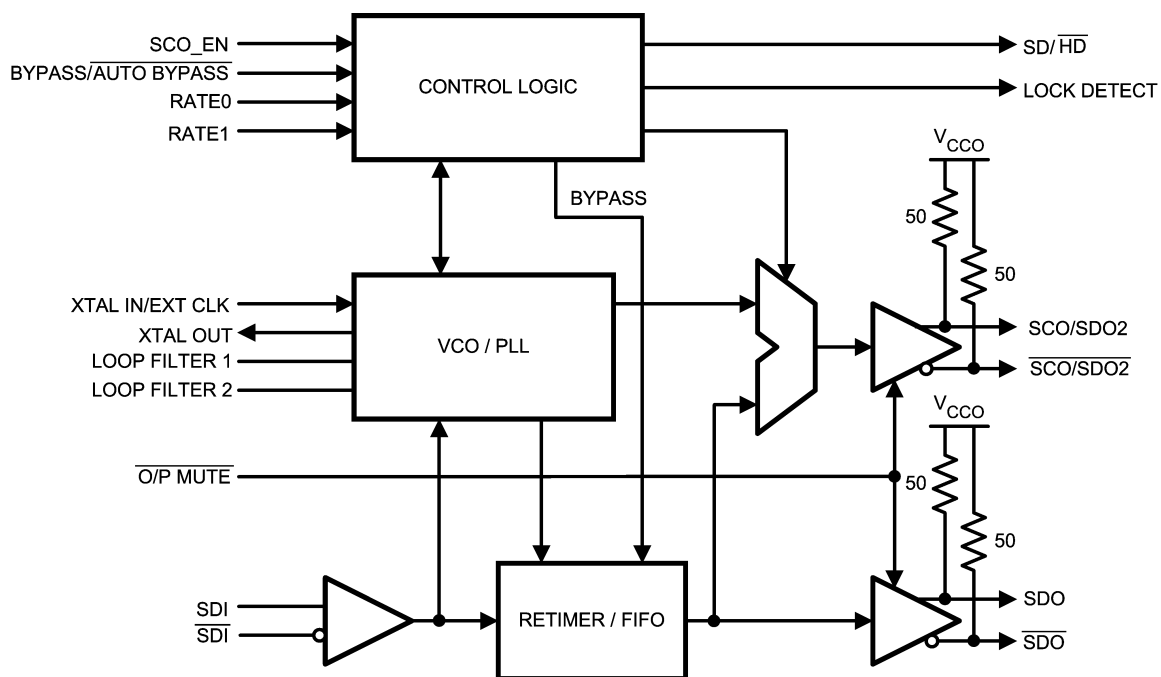 SCO_EN
BYPASS/AUTO BYPASS
RATE0
RATE1
CONTROL LOGIC
SD/HD
LOCK DETECT
BYPASS
VCCO
50
50
XTAL IN/EXT CLK
XTAL OUT
LOOP FILTER 1
LOOP FILTER 2
VCO / PLL
SCO/SDO2
SCO/SDO2
VCCO
O/P MUTE
50
50
SDI
SDI
RETIMER / FIFO
SDO
SDO